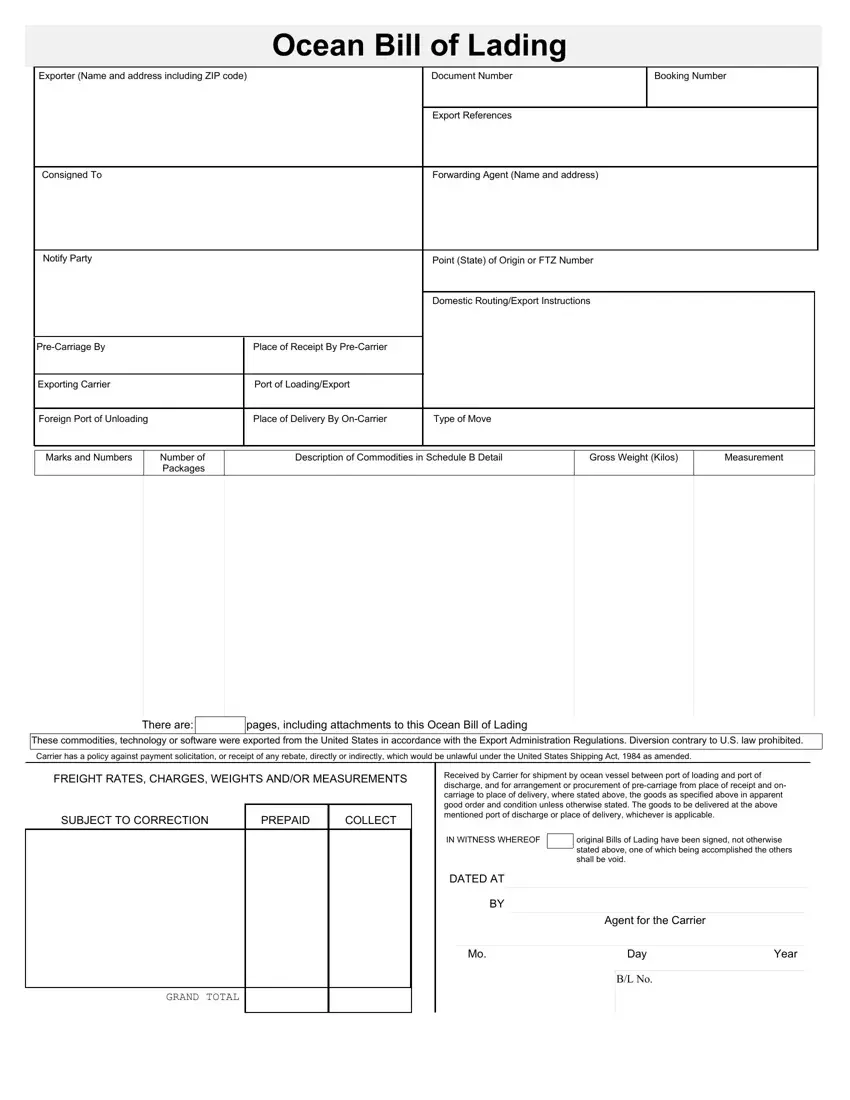 Ocean Bill of Lading
Exporter (Name and address including ZIP code)
Document Number
Booking Number
Export References
Consigned To
Forwarding Agent (Name and address)
Notify Party
Point (State) of Origin or FTZ Number
Domestic Routing/Export Instructions
Pre-Carriage By
Place of Receipt By Pre-Carrier
Exporting Carrier
Port of Loading/Export
Foreign Port of Unloading
Place of Delivery By On-Carrier
Type of Move
Marks and Numbers
Number of
Packages
Description of Commodities in Schedule B Detail
Gross Weight (Kilos)
Measurement
There are: pages, including attachments to this Ocean Bill of Lading
These commodities, technology or software were exported from the United States in accordance with the Export Administration Regulations. Diversion contrary to U.S. law prohibited.
Carrier has a policy against payment solicitation, or receipt of any rebate, directly or indirectly, which would be unlawful under the United States Shipping Act, 1984 as amended.
FREIGHT RATES, CHARGES, WEIGHTS AND/OR MEASUREMENTS
SUBJECT TO CORRECTION
PREPAID
COLLECT
GRAND TOTAL
Received by Carrier for shipment by ocean vessel between port of loading and port of
discharge, and for arrangement or procurement of pre-carriage from place of receipt and on-
carriage to place of delivery, where stated above, the goods as specified above in apparent
good order and condition unless otherwise stated. The goods to be delivered at the above
mentioned port of discharge or place of delivery, whichever is applicable.
IN WITNESS WHEREOF original Bills of Lading have been signed, not otherwise
stated above, one of which being accomplished the others
shall be void.
DATED AT
BY
Agent for the Carrier
Mo. Day Year
B/L No.